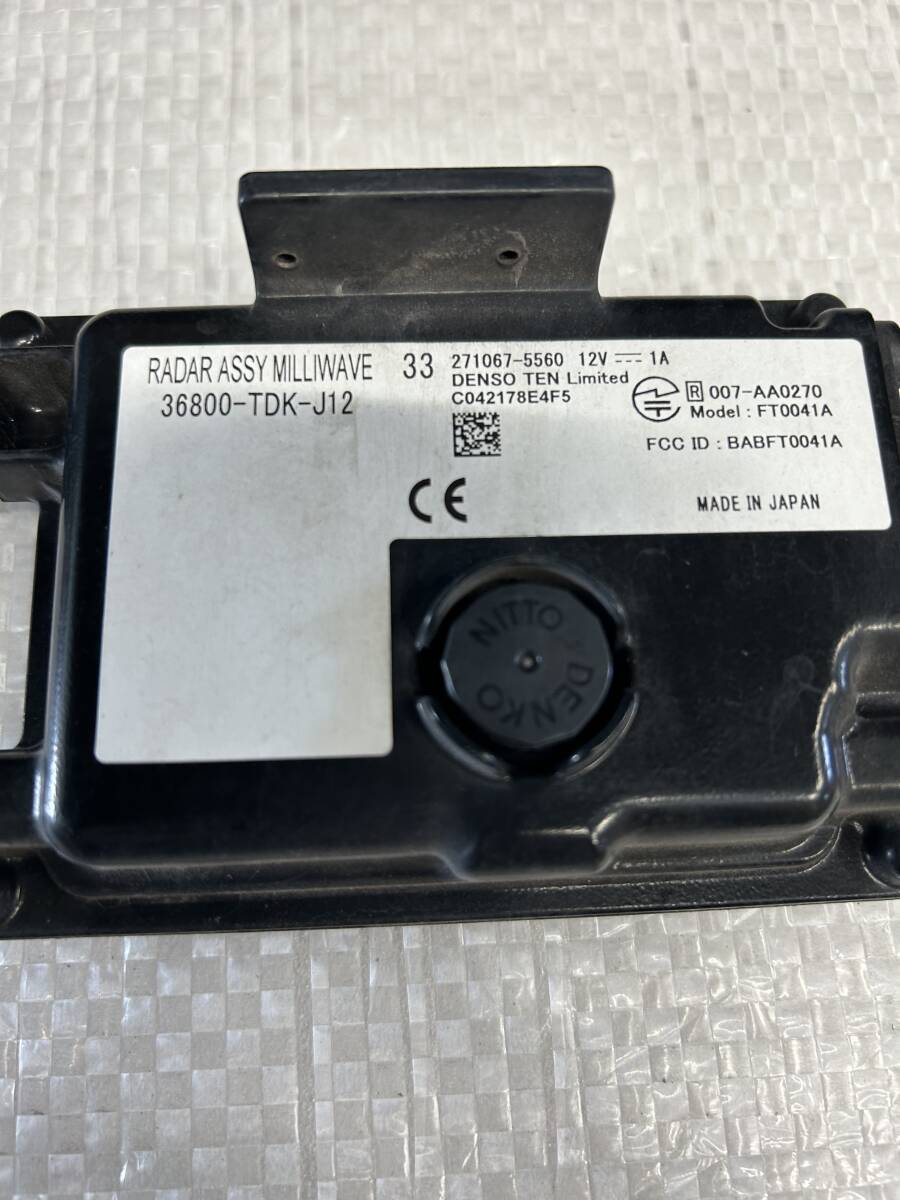 RADAR ASSY MILLIWAVE
36800-TDK-J12
33 271067-5560 12V ⎓ 1A
DENSO TEN Limited
C042178E4F5
R 007-AA0270
Model : FT0041A
FCC ID : BABFT0041A
CE
MADE IN JAPAN
NITTO
DENKO